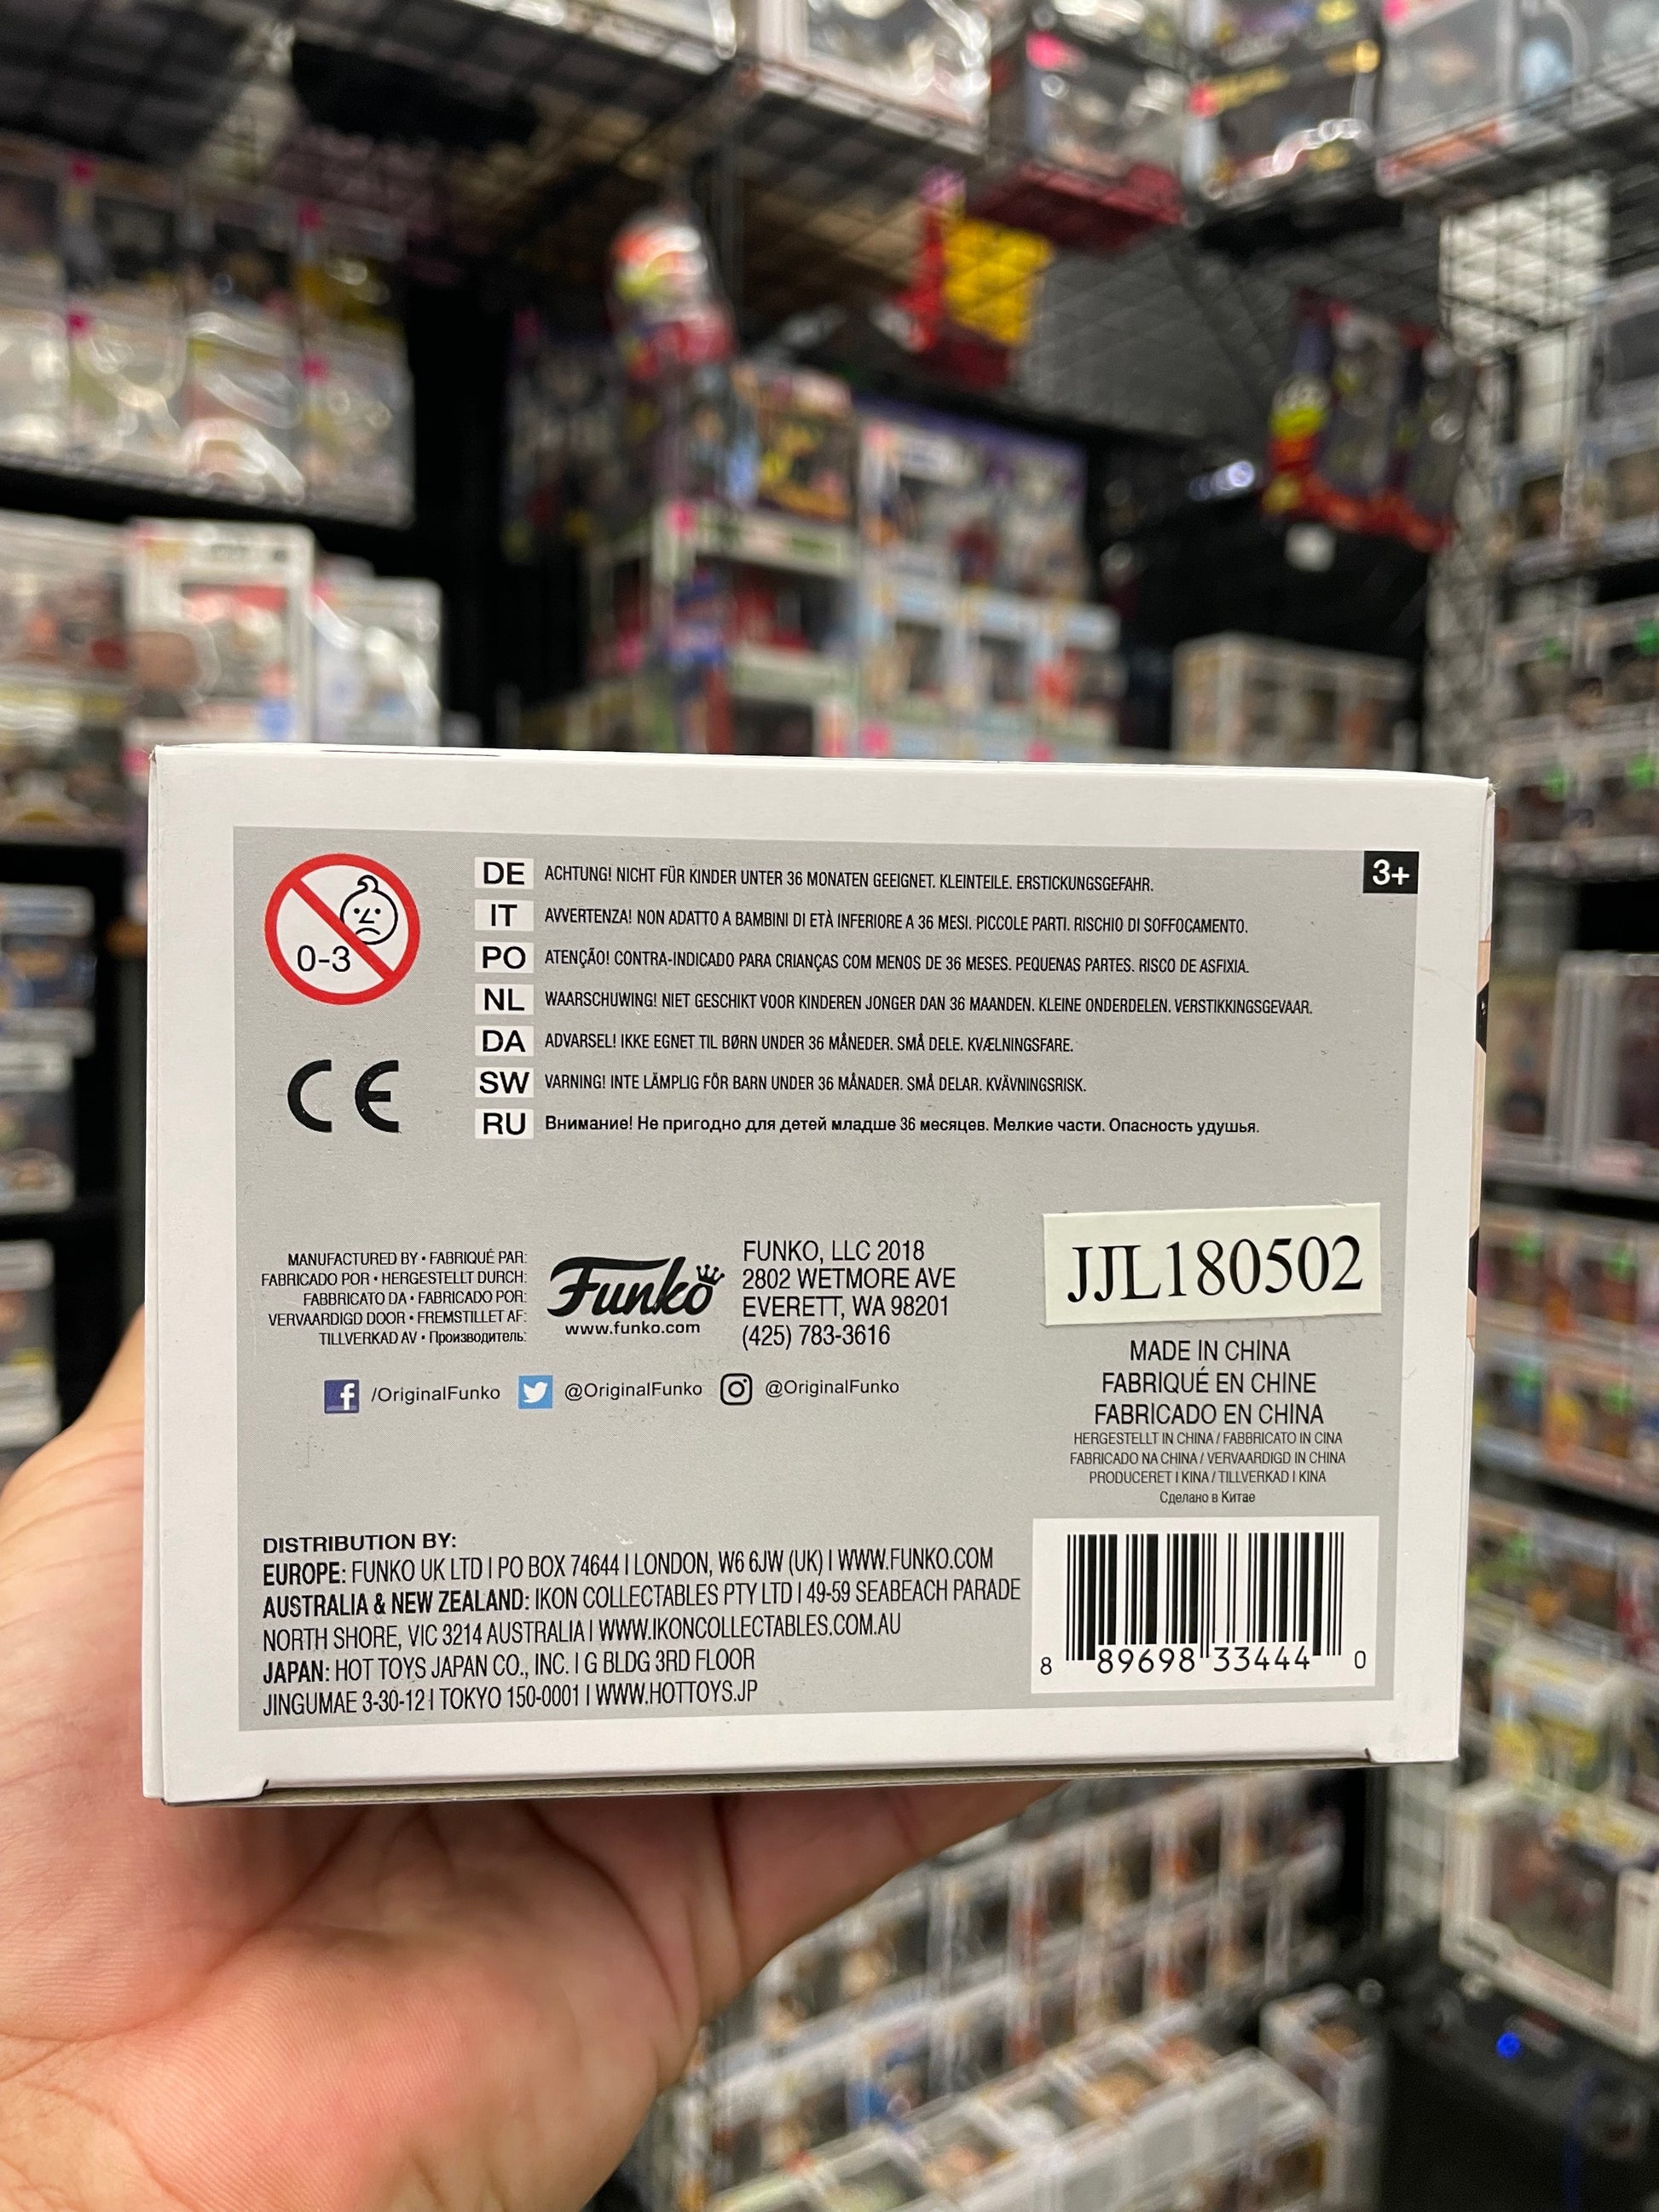 3+
0-3
DE ACHTUNG! NICHT FÜR KINDER UNTER 36 MONATEN GEEIGNET. KLEINTEILE. ERSTICKUNGSGEFAHR.
IT AVVERTENZA! NON ADATTO A BAMBINI DI ETÀ INFERIORE A 36 MESI. PICCOLE PARTI. RISCHIO DI SOFFOCAMENTO.
PO ATENÇÃO! CONTRA-INDICADO PARA CRIANÇAS COM MENOS DE 36 MESES. PEQUENAS PARTES. RISCO DE ASFIXIA.
NL WAARSCHUWING! NIET GESCHIKT VOOR KINDEREN JONGER DAN 36 MAANDEN. KLEINE ONDERDELEN. VERSTIKKINGSGEVAAR.
DA ADVARSEL! IKKE EGNET TIL BØRN UNDER 36 MÅNEDER. SMÅ DELE. KVÆLNINGSFARE.
SW VARNING! INTE LÄMPLIG FÖR BARN UNDER 36 MÅNADER. SMÅ DELAR. KVÄVNINGSRISK.
RU Внимание! Не пригодно для детей младше 36 месяцев. Мелкие части. Опасность удушья.
CE
MANUFACTURED BY • FABRIQUÉ PAR:
FABRICADO POR • HERGESTELLT DURCH:
FABBRICATO DA • FABRICADO POR:
VERVAARDIGD DOOR • FREMSTILLET AF:
TILLVERKAD AV • Производитель:
Funko
www.funko.com
FUNKO, LLC 2018
2802 WETMORE AVE
EVERETT, WA 98201
(425) 783-3616
/OriginalFunko @OriginalFunko @OriginalFunko
JJL180502
MADE IN CHINA
FABRIQUÉ EN CHINE
FABRICADO EN CHINA
HERGESTELLT IN CHINA / FABBRICATO IN CINA
FABRICADO NA CHINA / VERVAARDIGD IN CHINA
PRODUCERET I KINA / TILLVERKAD I KINA
Сделано в Китае
DISTRIBUTION BY:
EUROPE: FUNKO UK LTD | PO BOX 74644 | LONDON, W6 6JW (UK) | WWW.FUNKO.COM
AUSTRALIA & NEW ZEALAND: IKON COLLECTABLES PTY LTD | 49-59 SEABEACH PARADE
NORTH SHORE, VIC 3214 AUSTRALIA | WWW.IKONCOLLECTABLES.COM.AU
JAPAN: HOT TOYS JAPAN CO., INC. | G BLDG 3RD FLOOR
JINGUMAE 3-30-12 | TOKYO 150-0001 | WWW.HOTTOYS.JP
8 89698 33444 0